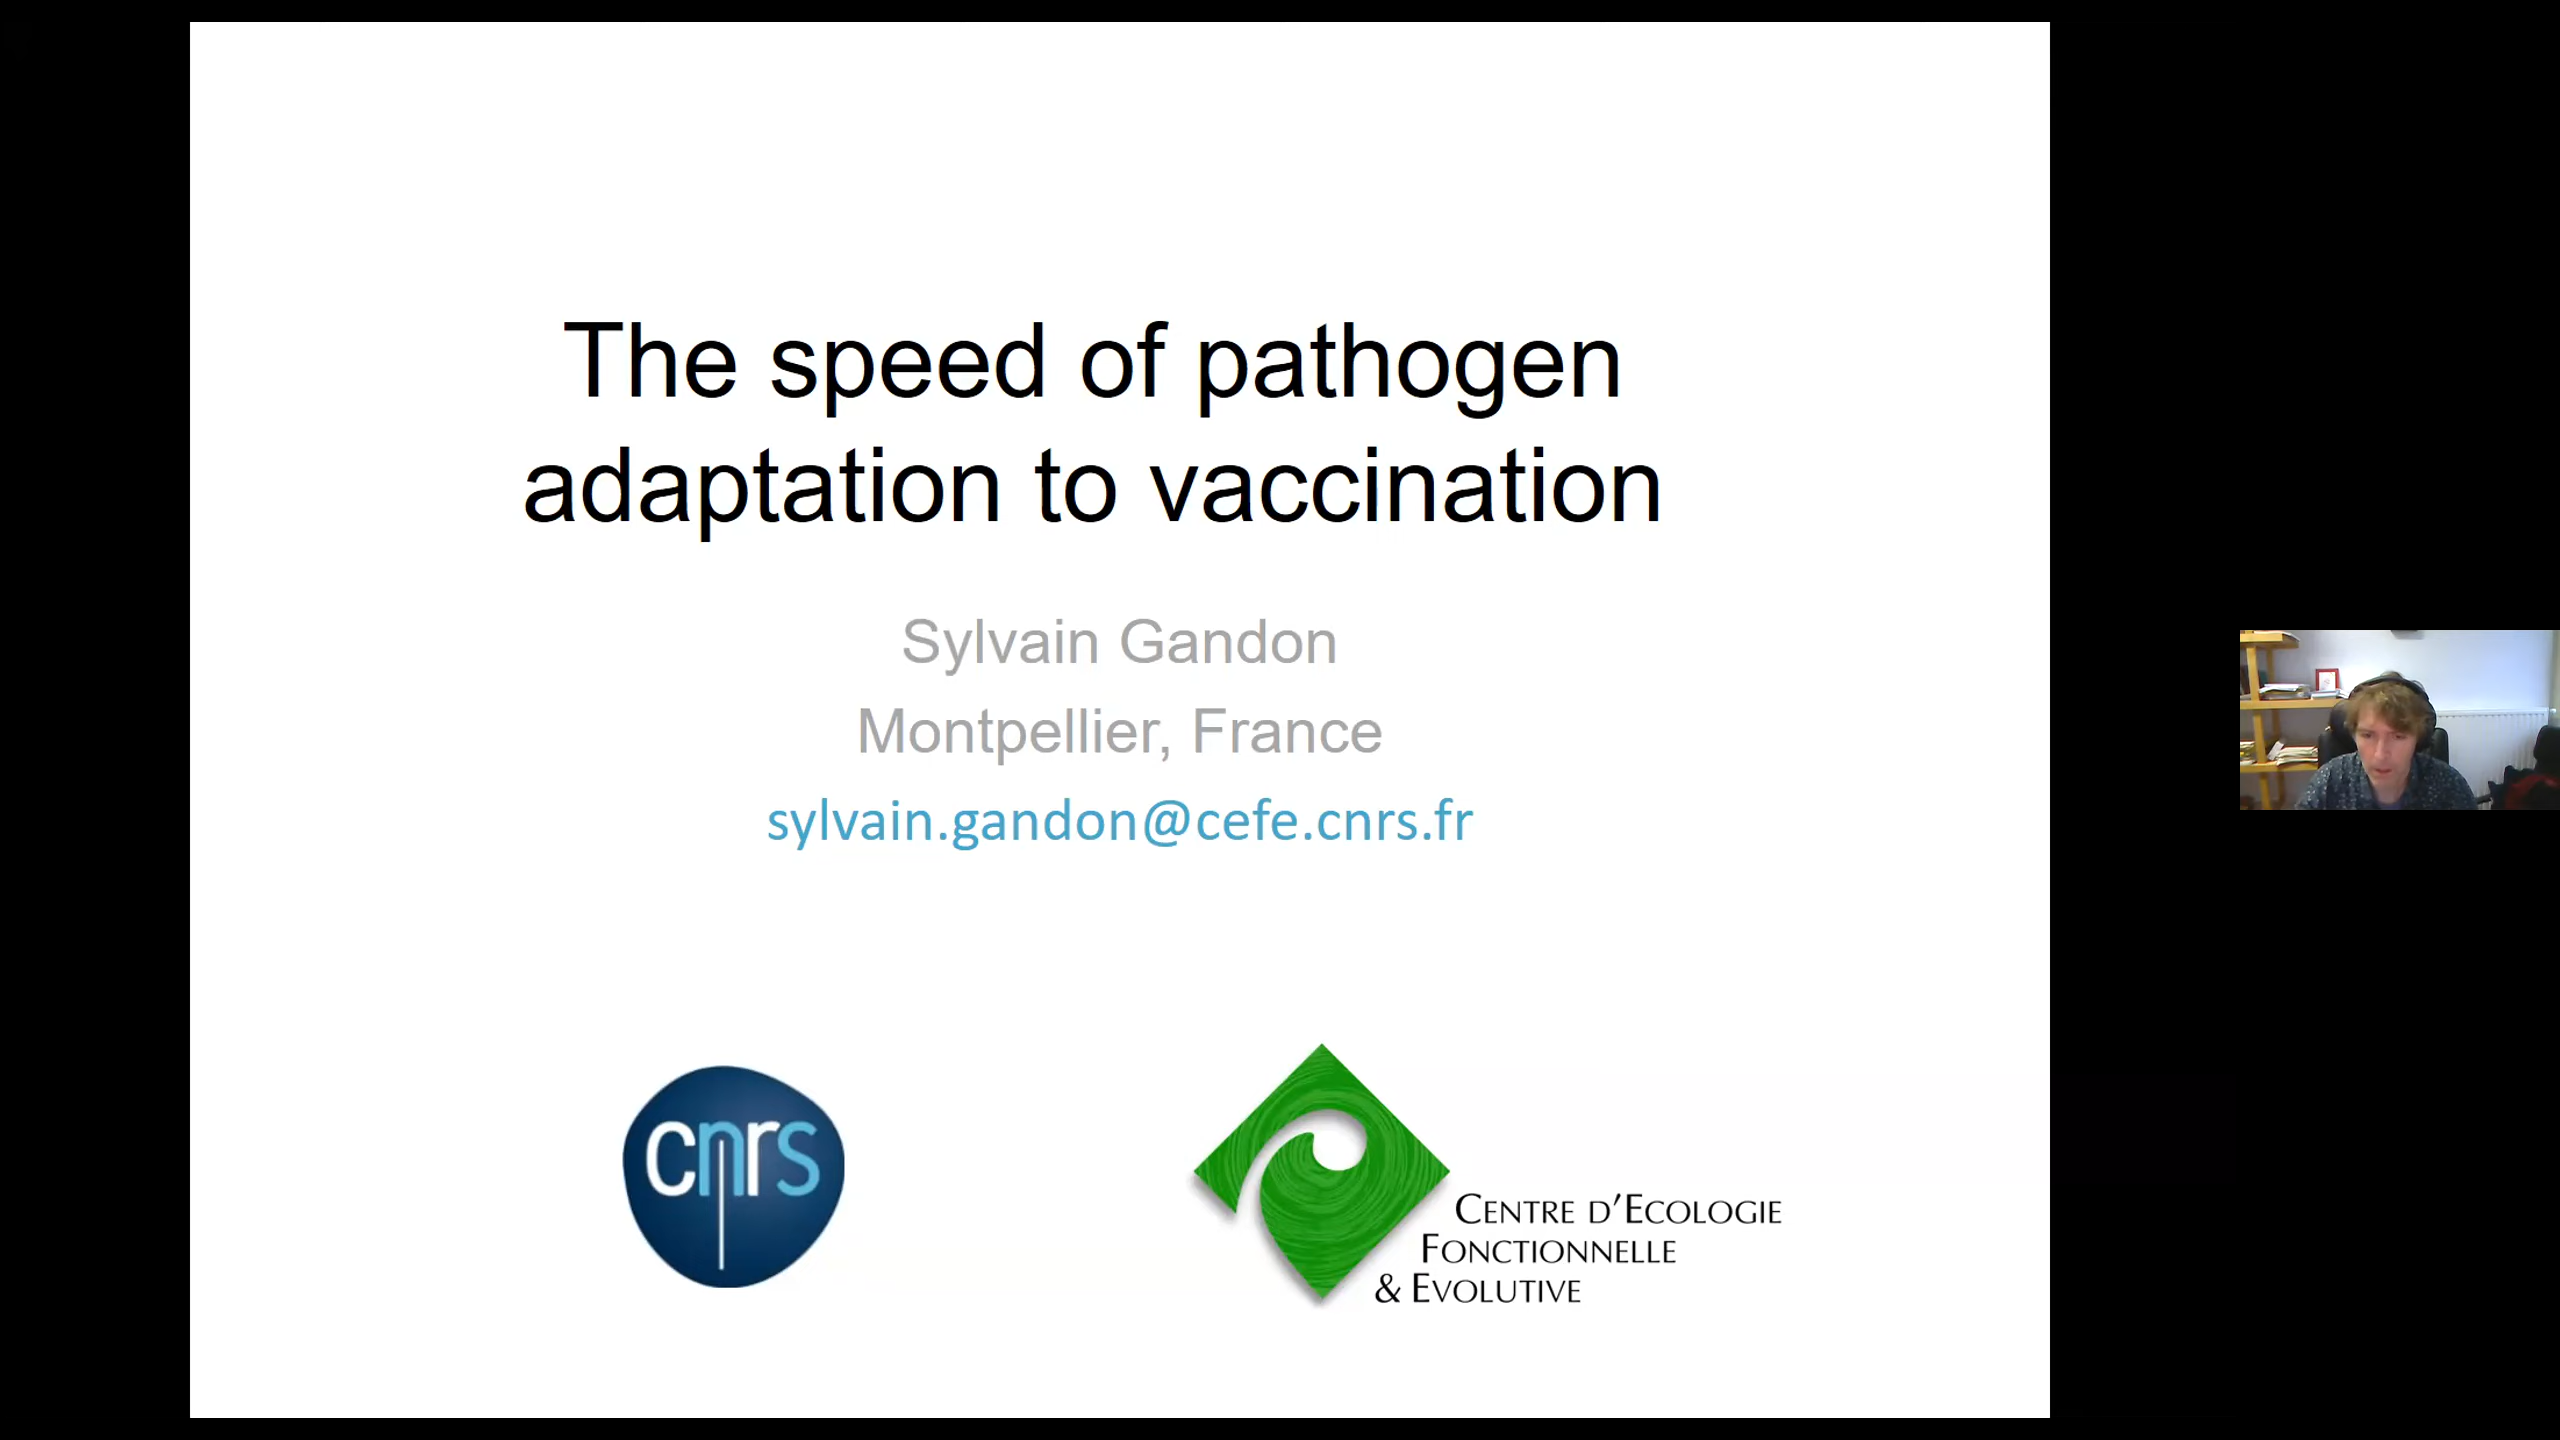 The speed of pathogen
adaptation to vaccination
Sylvain Gandon
Montpellier, France
sylvain.gandon@cefe.cnrs.fr
cnrs
CENTRE D'ECOLOGIE
FONCTIONNELLE
& EVOLUTIVE